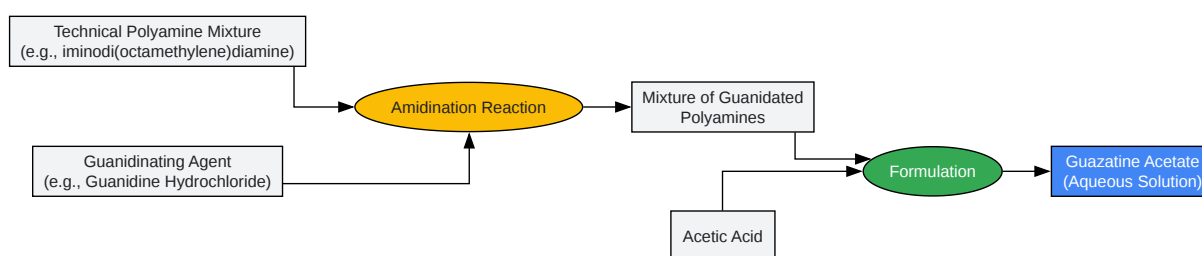 Technical Polyamine Mixture
(e.g., iminodi(octamethylene)diamine)
Amidination Reaction
Mixture of Guanidated
Polyamines
Guanidinating Agent
(e.g., Guanidine Hydrochloride)
Formulation
Guazatine Acetate
(Aqueous Solution)
Acetic Acid